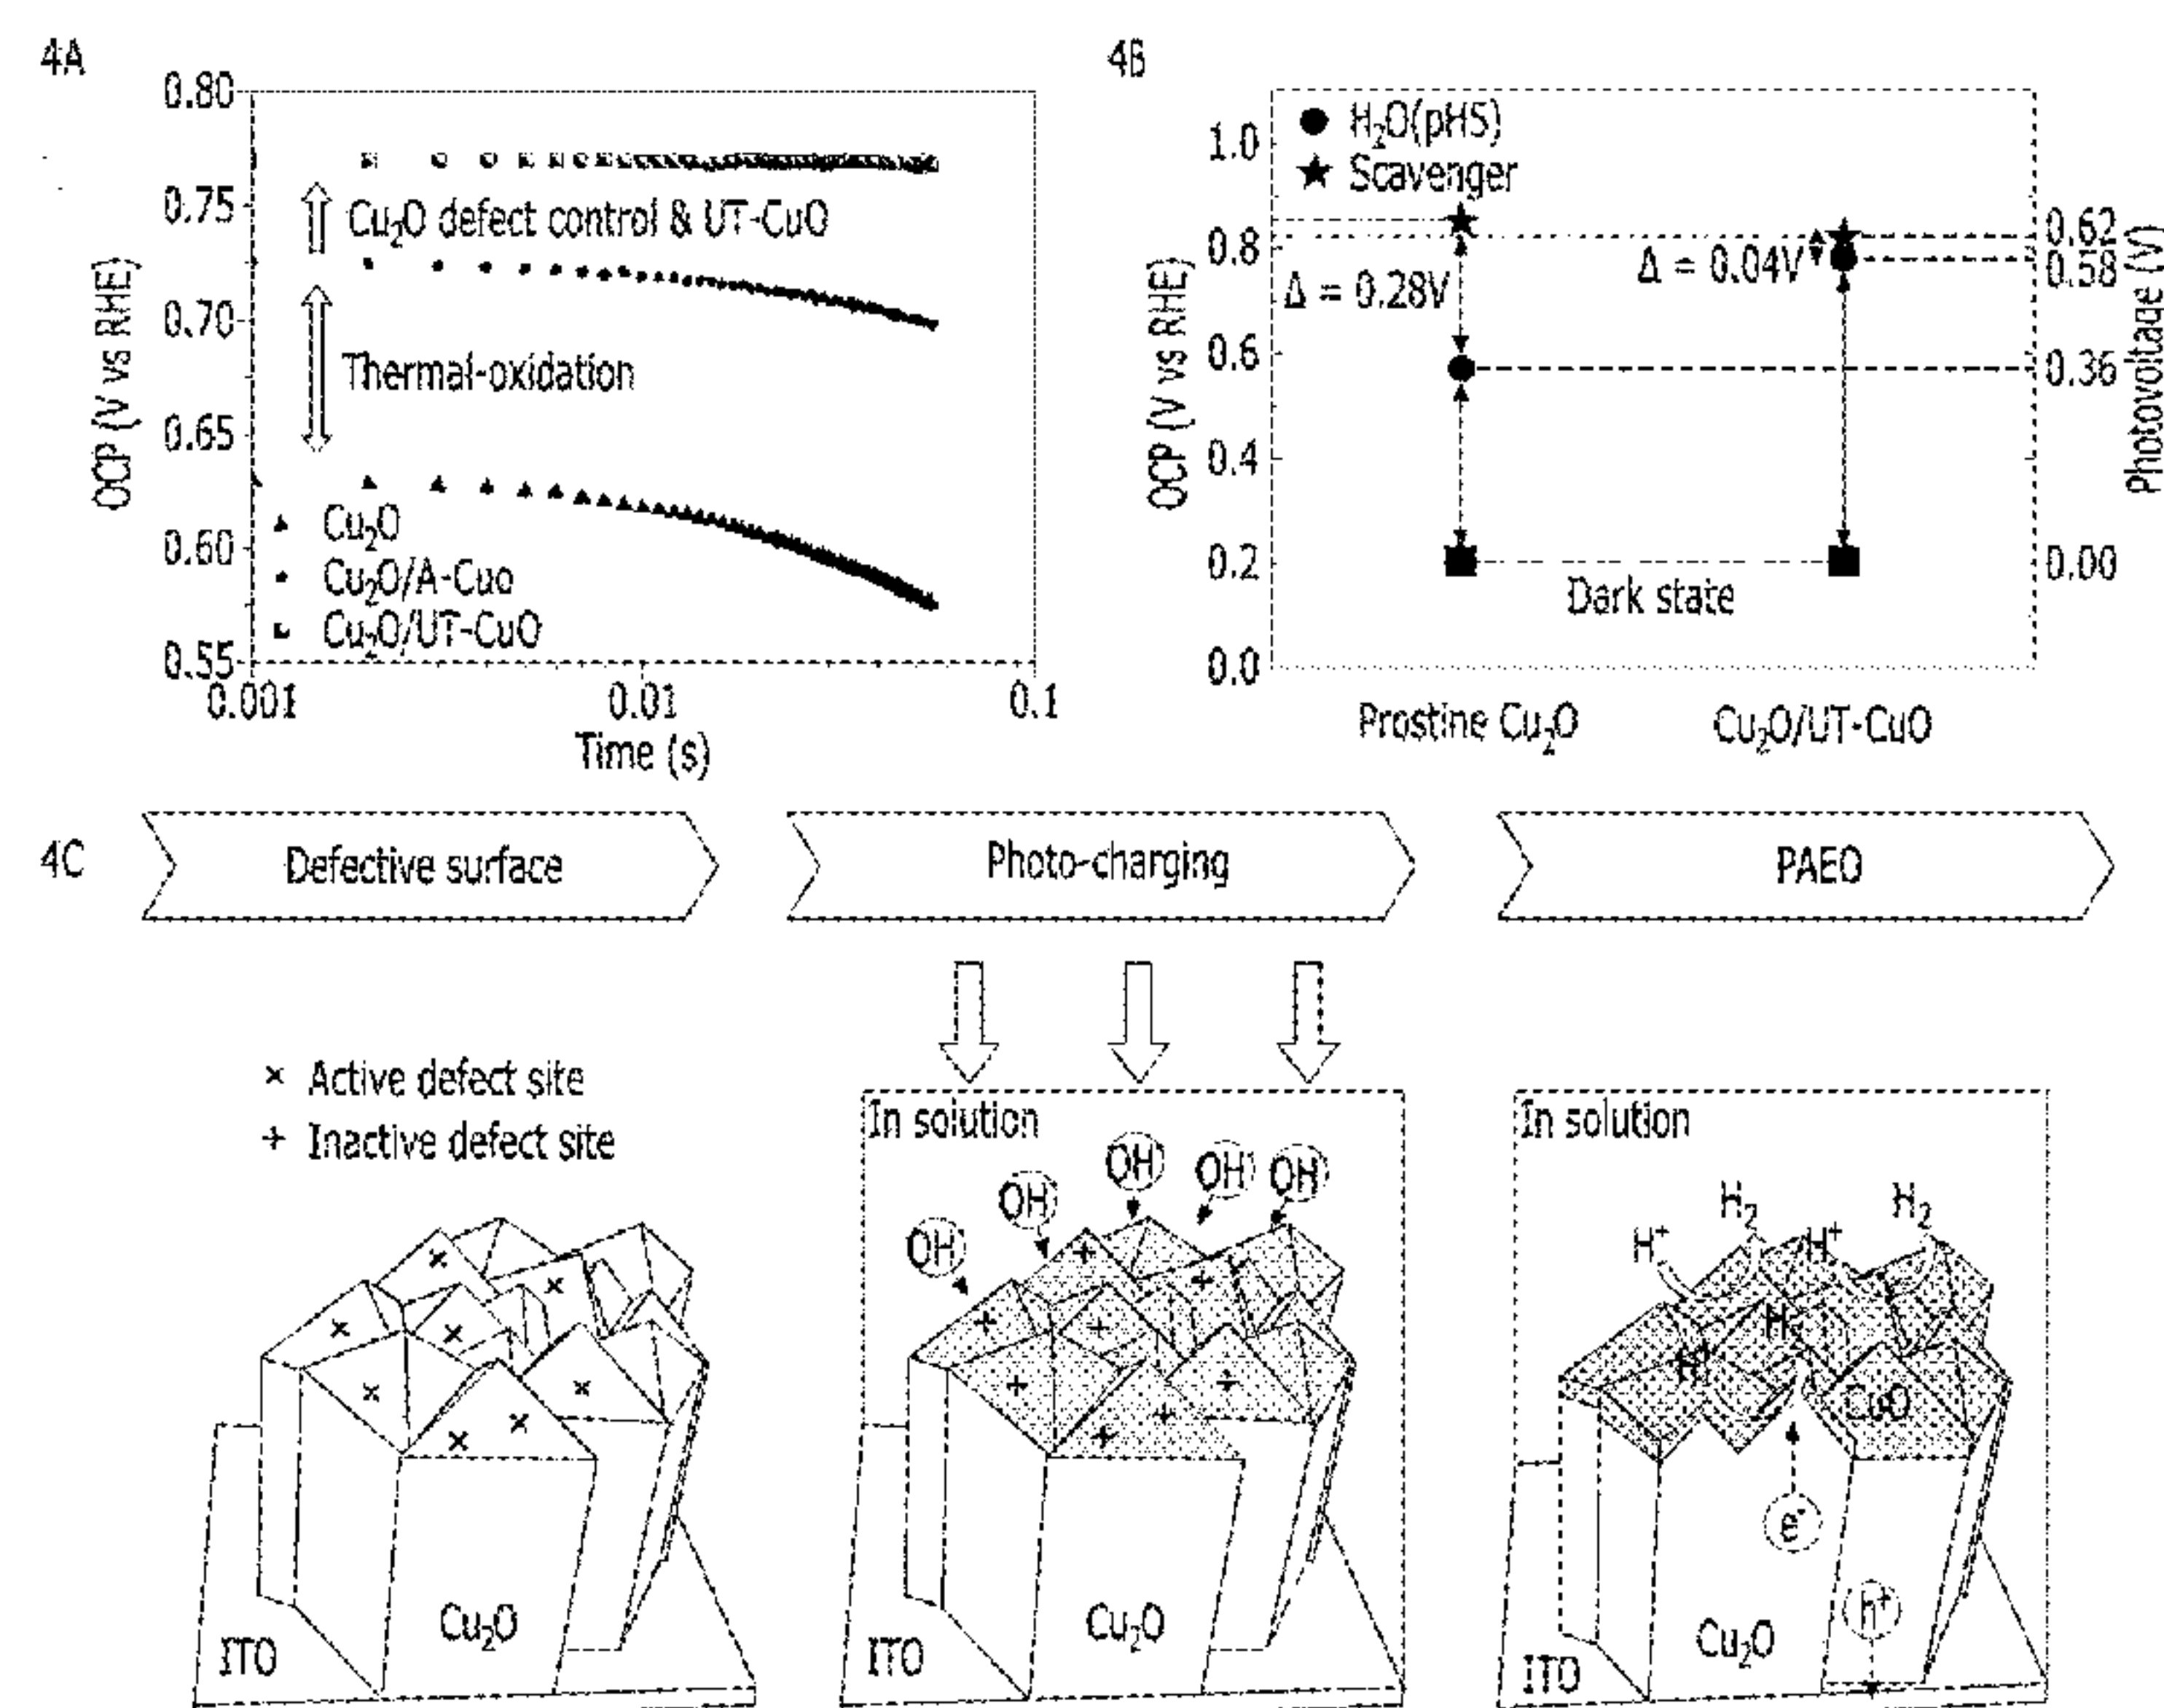 4A
0.80
0.75
0.70
0.65
0.60
0.55
OCP (V vs RHE)
Cu₂O defect control & UT-CuO
Thermal-oxidation
Cu₂O
Cu₂O/A-Cuo
Cu₂O/UT-CuO
0.001
0.01
0.1
Time (s)
4B
1.0
0.8
0.6
0.4
0.2
0.0
OCP (V vs RHE)
H₂O(pHS)
Scavenger
Δ = 0.28V
Δ = 0.04V
Dark state
0.62
0.58
0.36
0.00
Photovoltage (V)
Prostine Cu₂O
Cu₂O/UT-CuO
4C
Defective surface
Photo-charging
PAEO
× Active defect site
+ Inactive defect site
ITO
Cu₂O
In solution
OH
OH
OH
OH
OH
ITO
Cu₂O
In solution
H⁺
H₂
H⁺
H₂
H₂
H⁺
CuO
e⁻
h⁺
Cu₂O
ITO